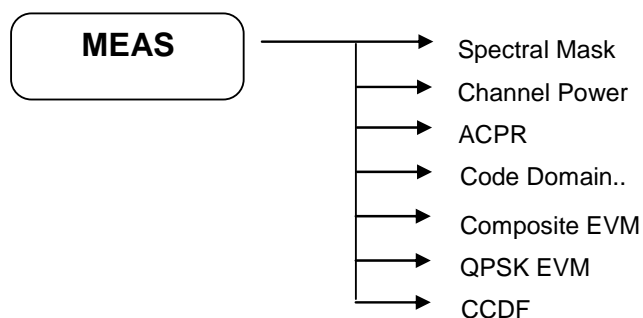 MEAS
Spectral Mask
Channel Power
ACPR
Code Domain..
Composite EVM
QPSK EVM
CCDF